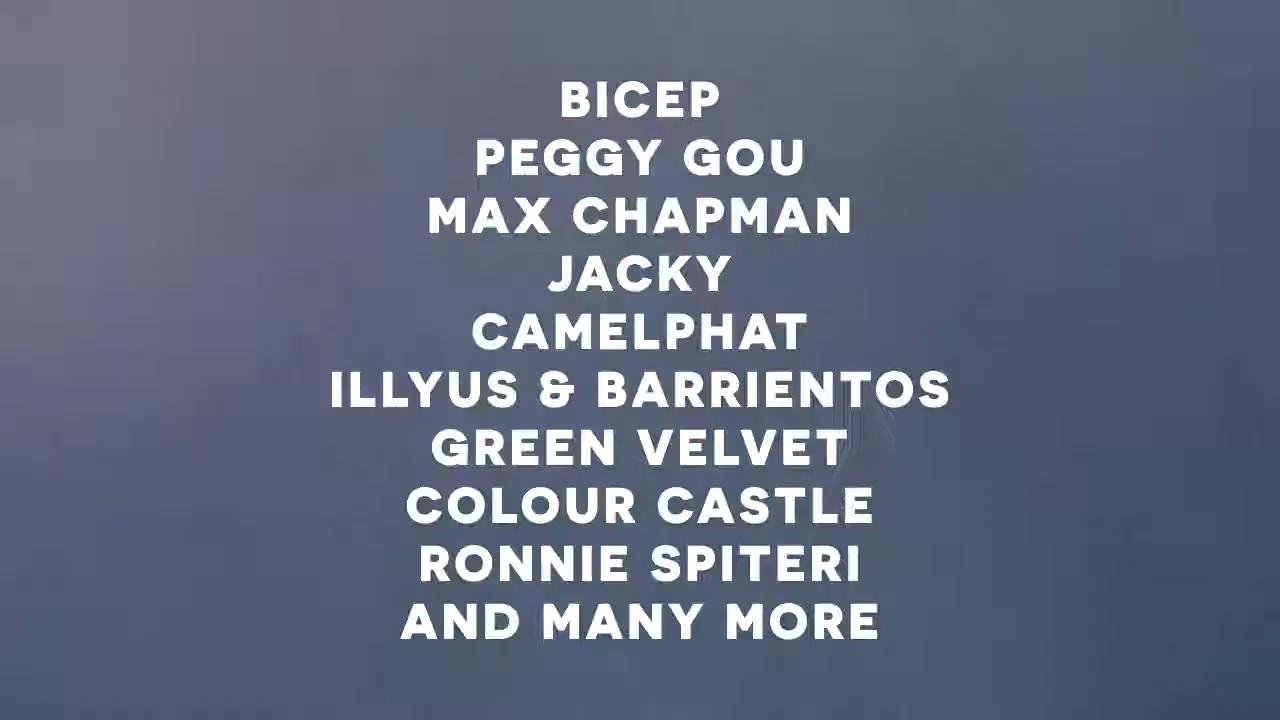 BICEP
PEGGY GOU
MAX CHAPMAN
JACKY
CAMELPHAT
ILLYUS & BARRIENTOS
GREEN VELVET
COLOUR CASTLE
RONNIE SPITERI
AND MANY MORE